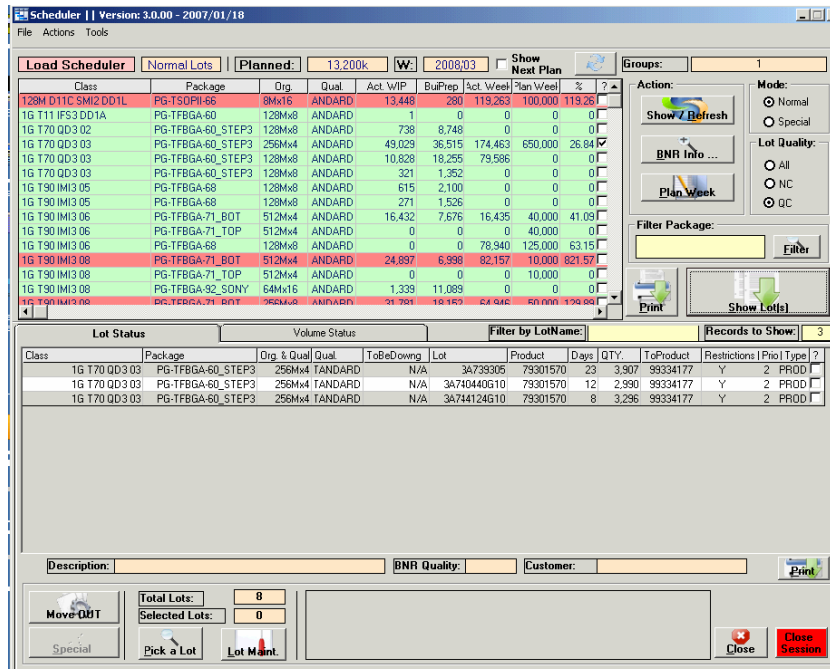 Scheduler || Version: 3.0.00 - 2007/01/18
File Actions Tools
Load Scheduler Normal Lots Planned: 13,200k W: 2008/03 Show Next Plan Groups: 1
Class Package Org. Qual. Act. WIP BuiPrep Act. Week Plan Week % ?
128M D11C SMI2 DD1L PG-TSOPII-66 8Mx16 ANDARD 13,448 280 119,263 100,000 119.26
1G T11 IFS3 DD1A PG-TFBGA-60 128Mx8 ANDARD 1 0 0 0 0
1G T70 QD3 02 PG-TFBGA-60_STEP3 128Mx8 ANDARD 738 8,748 0 0 0
1G T70 QD3 03 PG-TFBGA-60_STEP3 256Mx4 ANDARD 49,029 36,515 174,463 650,000 26.84
1G T70 QD3 03 PG-TFBGA-60_STEP3 128Mx8 ANDARD 10,828 18,255 79,586 0 0
1G T70 QD3 03 PG-TFBGA-60_STEP3 128Mx8 ANDARD 321 1,352 0 0 0
1G T90 IMI3 05 PG-TFBGA-68 128Mx8 ANDARD 615 2,100 0 0 0
1G T90 IMI3 05 PG-TFBGA-68 128Mx8 ANDARD 271 1,526 0 0 0
1G T90 IMI3 06 PG-TFBGA-71_BOT 512Mx4 ANDARD 16,432 7,676 16,435 40,000 41.09
1G T90 IMI3 06 PG-TFBGA-71_TOP 512Mx4 ANDARD 0 0 0 40,000 0
1G T90 IMI3 06 PG-TFBGA-68 128Mx8 ANDARD 0 0 78,940 125,000 63.15
1G T90 IMI3 08 PG-TFBGA-71_BOT 512Mx4 ANDARD 24,897 6,998 82,157 10,000 821.57
1G T90 IMI3 08 PG-TFBGA-71_TOP 512Mx4 ANDARD 0 0 0 10,000 0
1G T90 IMI3 08 PG-TFBGA-92_SONY 64Mx16 ANDARD 1,339 11,089 0 0 0
1G T90 IMI3 08 PG-TFBGA-71_BOT 256Mx8 ANDARD 31,781 18,152 64,946 50,000 129.89
Action:
Show / Refresh
BNR Info ...
Plan Week
Mode:
Normal
Special
Lot Quality:
All
NC
QC
Filter Package:
Filter
Print Show Lot(s)
Lot Status Volume Status Filter by LotName: Records to Show: 3
Class Package Org. & Qual Qual. ToBeDowng Lot Product Days QTY. ToProduct Restrictions Prio Type ?
1G T70 QD3 03 PG-TFBGA-60_STEP3 256Mx4 TANDARD N/A 3A739305 79301570 23 3,907 99334177 Y 2 PROD
1G T70 QD3 03 PG-TFBGA-60_STEP3 256Mx4 TANDARD N/A 3A740440G10 79301570 12 2,990 99334177 Y 2 PROD
1G T70 QD3 03 PG-TFBGA-60_STEP3 256Mx4 TANDARD N/A 3A744124G10 79301570 8 3,296 99334177 Y 2 PROD
Description: BNR Quality: Customer: Print
Move OUT Total Lots: 8
Selected Lots: 0
Special Pick a Lot Lot Maint. Close Close Session